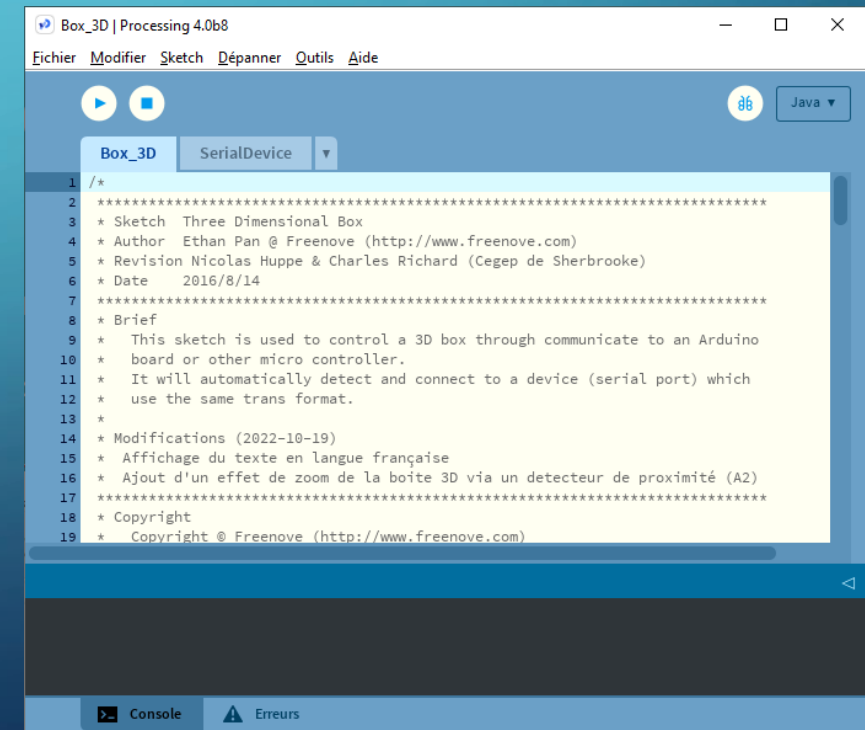 Box_3D | Processing 4.0b8
Fichier Modifier Sketch Dépanner Outils Aide
Java ▼
Box_3D SerialDevice ▼
1 /*
2 ******************************************************************************
3 * Sketch  Three Dimensional Box
4 * Author  Ethan Pan @ Freenove (http://www.freenove.com)
5 * Revision Nicolas Huppe & Charles Richard (Cegep de Sherbrooke)
6 * Date    2016/8/14
7 ******************************************************************************
8 * Brief
9 *   This sketch is used to control a 3D box through communicate to an Arduino
10 *   board or other micro controller.
11 *   It will automatically detect and connect to a device (serial port) which
12 *   use the same trans format.
13 *
14 * Modifications (2022-10-19)
15 *  Affichage du texte en langue française
16 *  Ajout d'un effet de zoom de la boite 3D via un detecteur de proximité (A2)
17 ******************************************************************************
18 * Copyright
19 *   Copyright © Freenove (http://www.freenove.com)
Console Erreurs